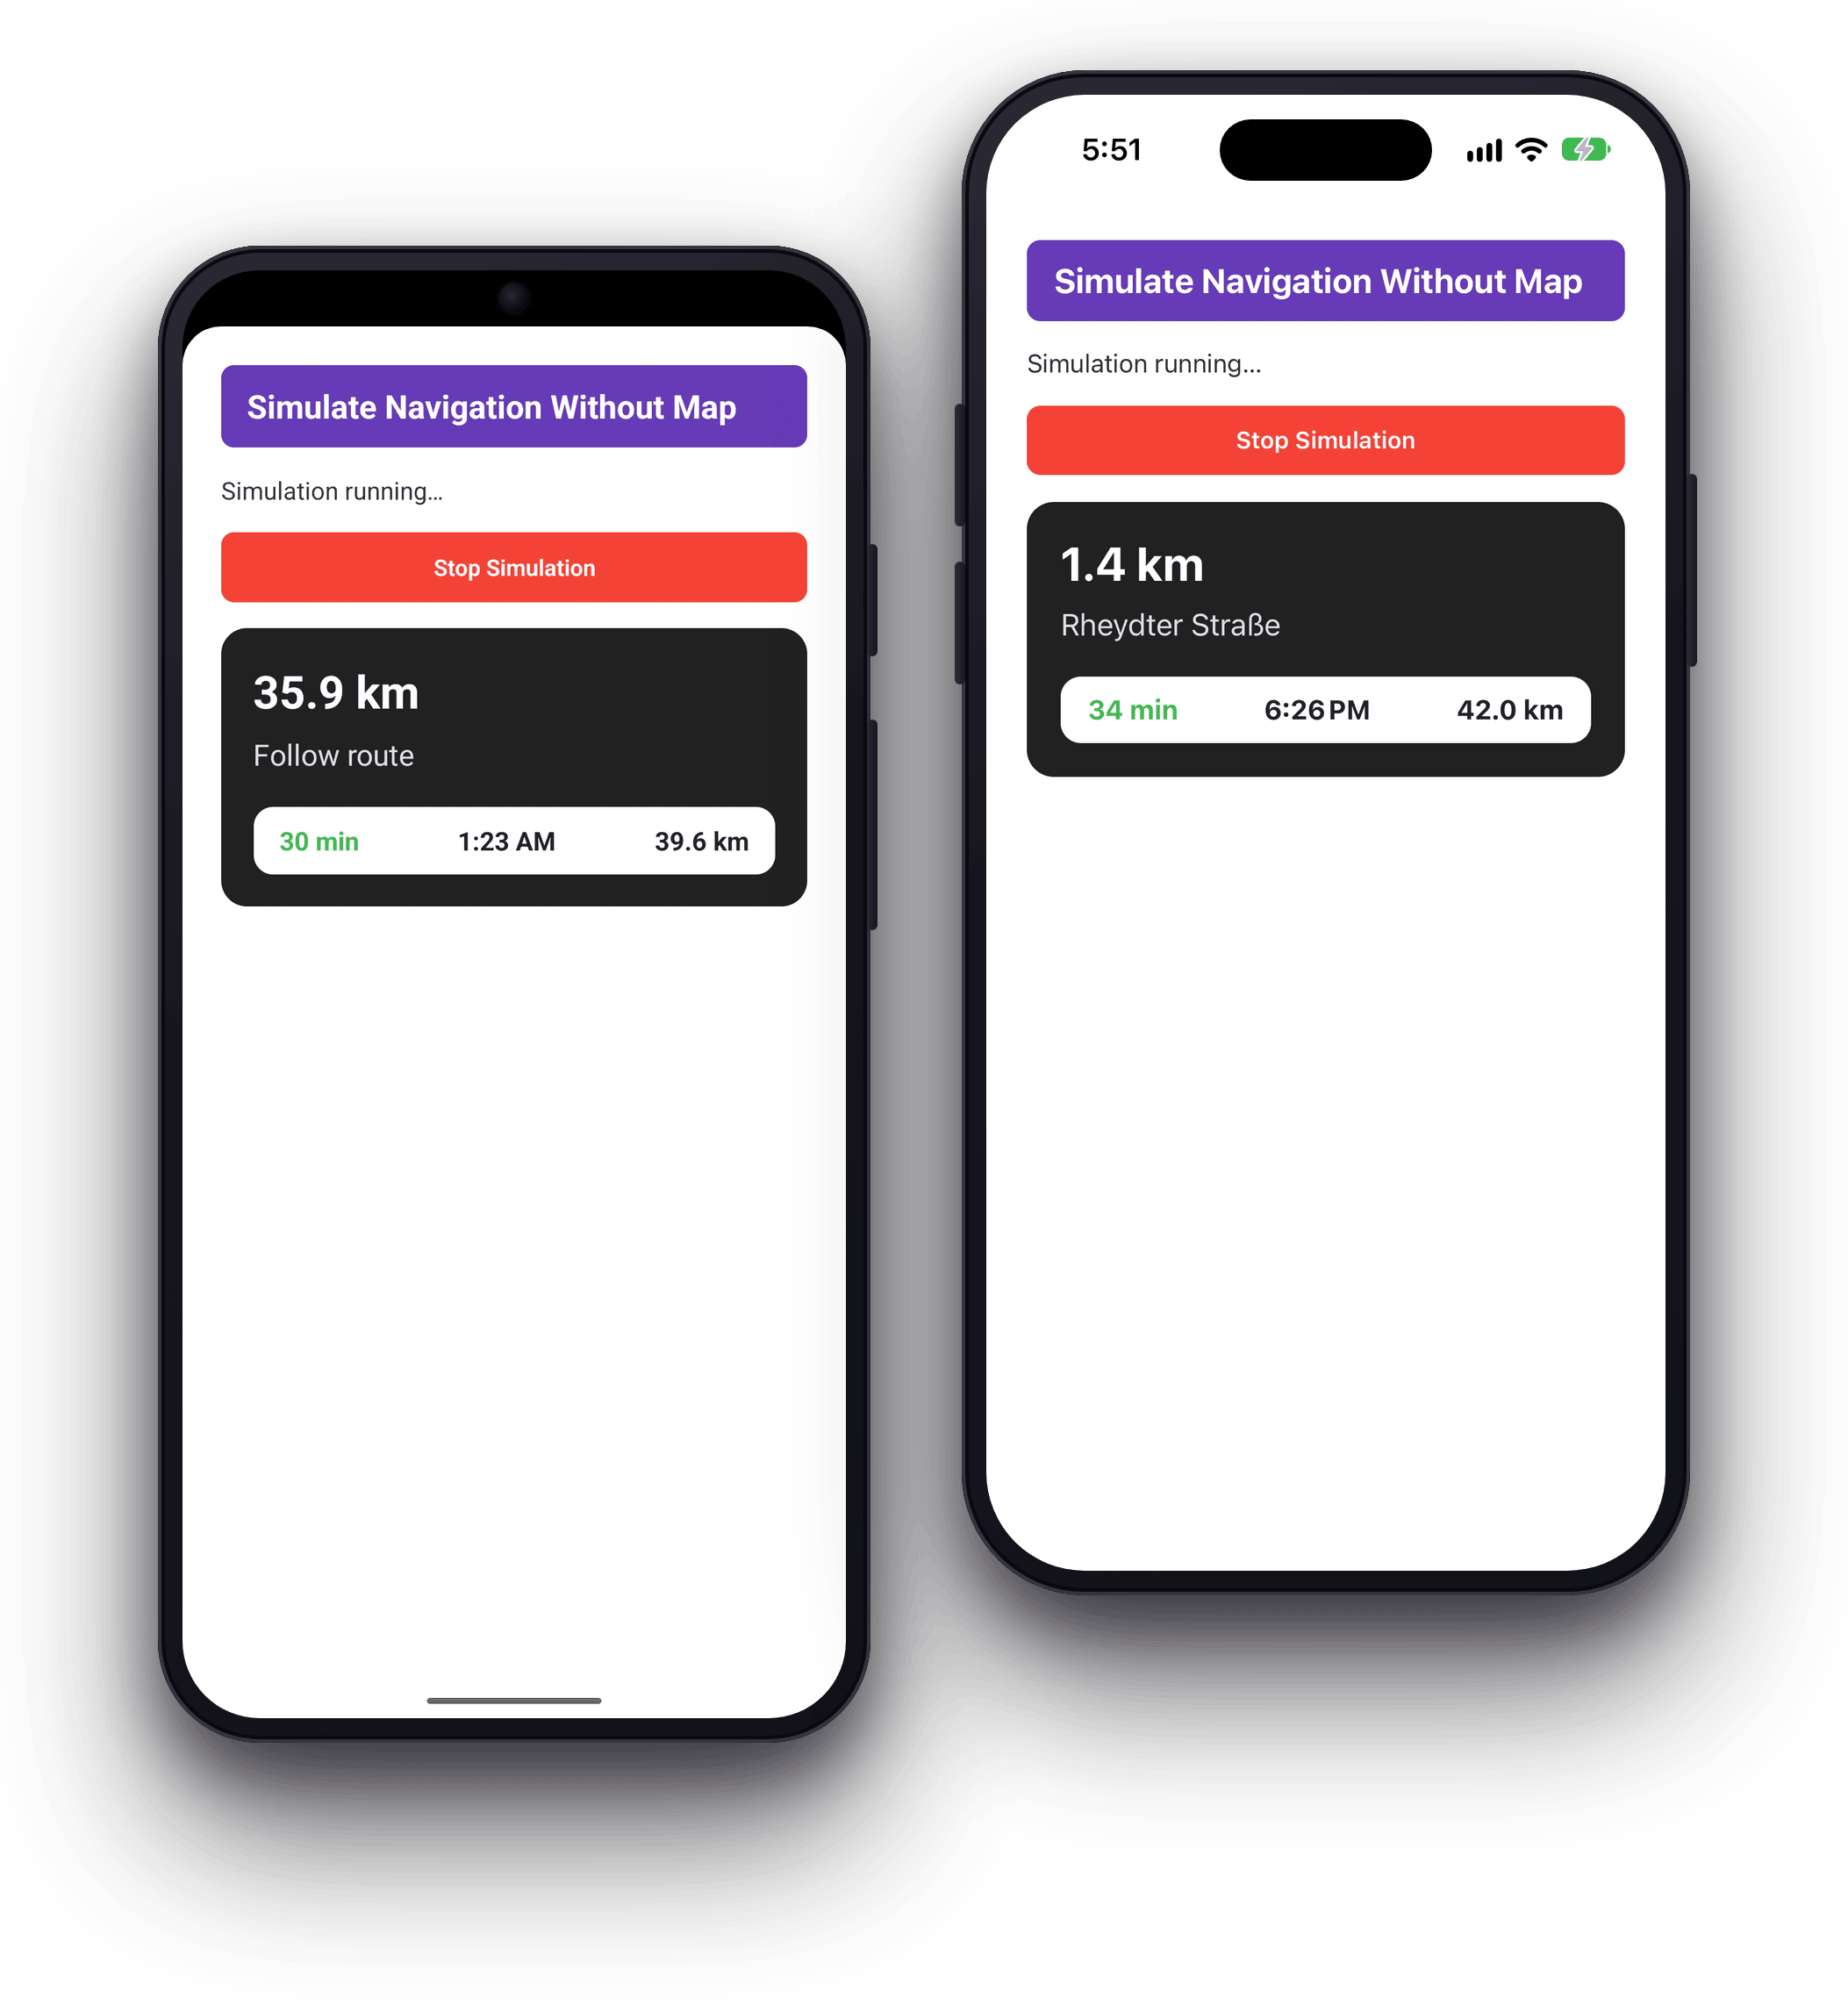 Simulate Navigation Without Map
Simulation running...
Stop Simulation
35.9 km
Follow route
30 min 1:23 AM 39.6 km
5:51
Simulate Navigation Without Map
Simulation running...
Stop Simulation
1.4 km
Rheydter Straße
34 min 6:26 PM 42.0 km